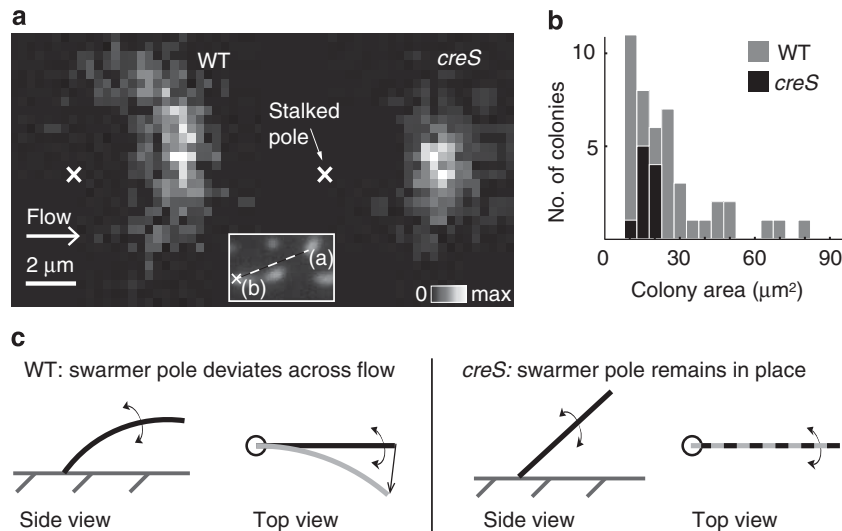 a
WT
creS
Stalked
pole
×
×
Flow
2 μm
×
(a)
(b)
0
max
b
10
5
No. of colonies
WT
creS
0
30
60
90
Colony area (μm²)
c
WT: swarmer pole deviates across flow
creS: swarmer pole remains in place
Side view
Top view
Side view
Top view